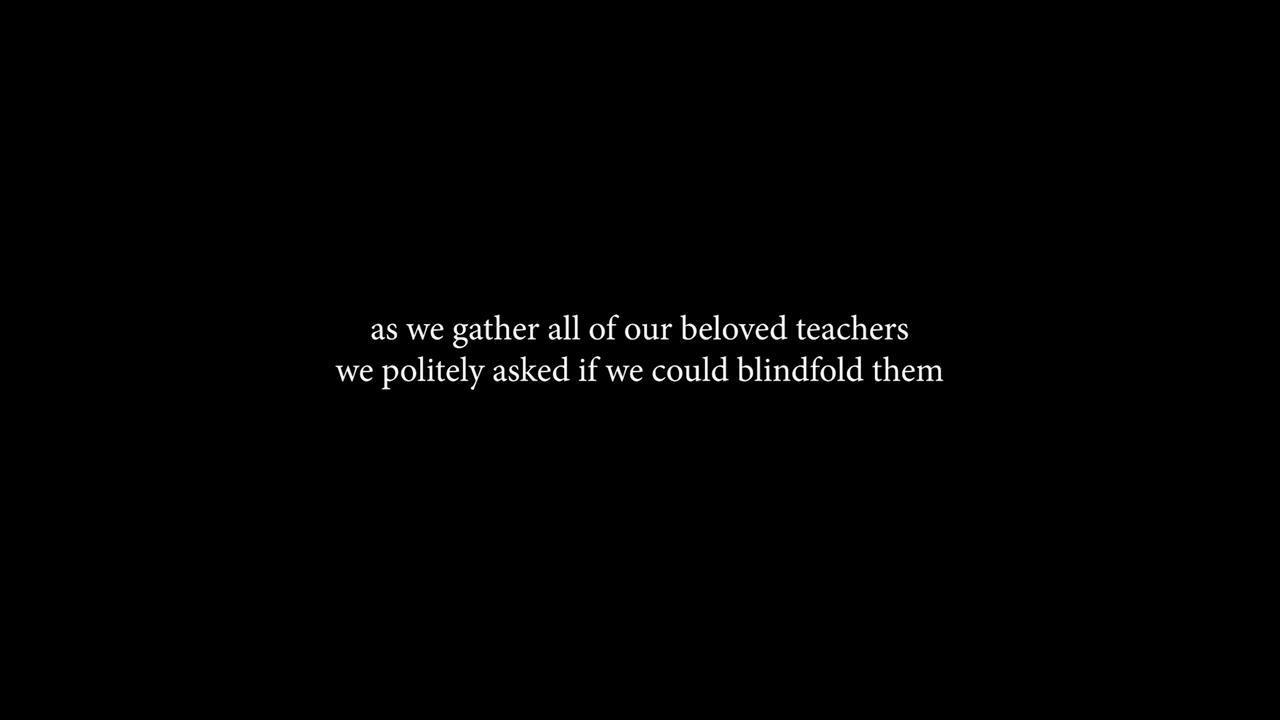 as we gather all of our beloved teachers
we politely asked if we could blindfold them